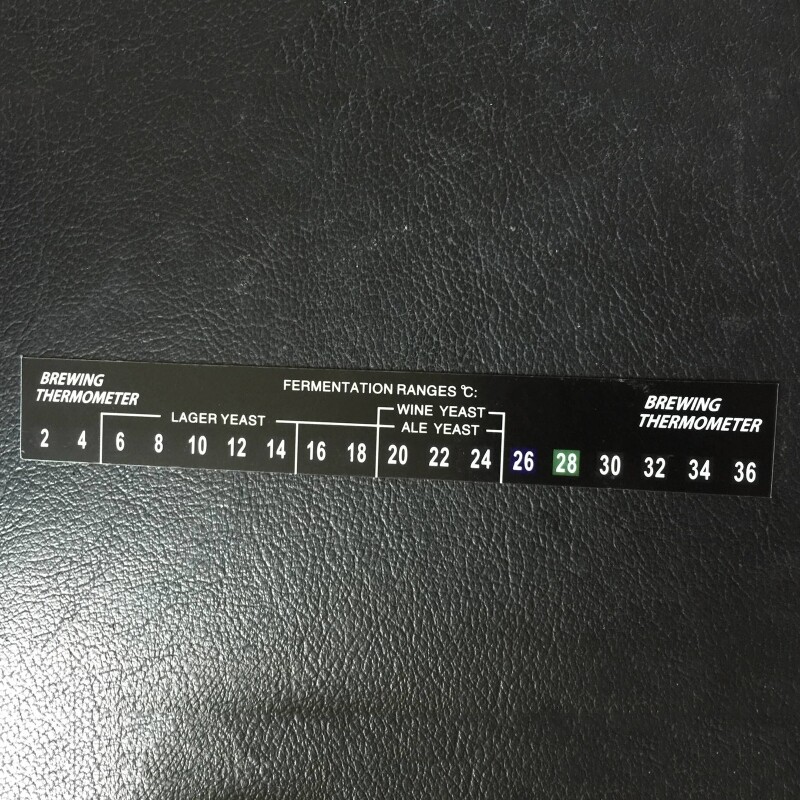 BREWING
THERMOMETER
FERMENTATION RANGES °C:
BREWING
THERMOMETER
LAGER YEAST
WINE YEAST
ALE YEAST
2 4 6 8 10 12 14 16 18 20 22 24 26 28 30 32 34 36